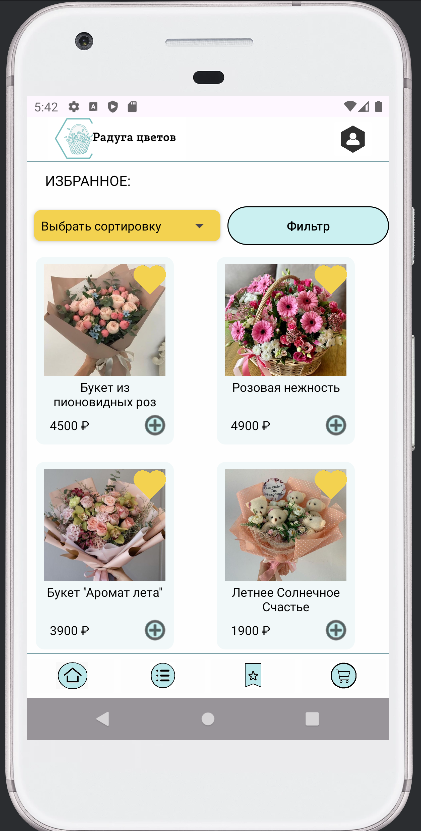 5:42
Радуга цветов
ИЗБРАННОЕ:
Выбрать сортировку
Фильтр
Букет из
пионовидных роз
4500 ₽
Розовая нежность
4900 ₽
Букет "Аромат лета"
3900 ₽
Летнее Солнечное
Счастье
1900 ₽